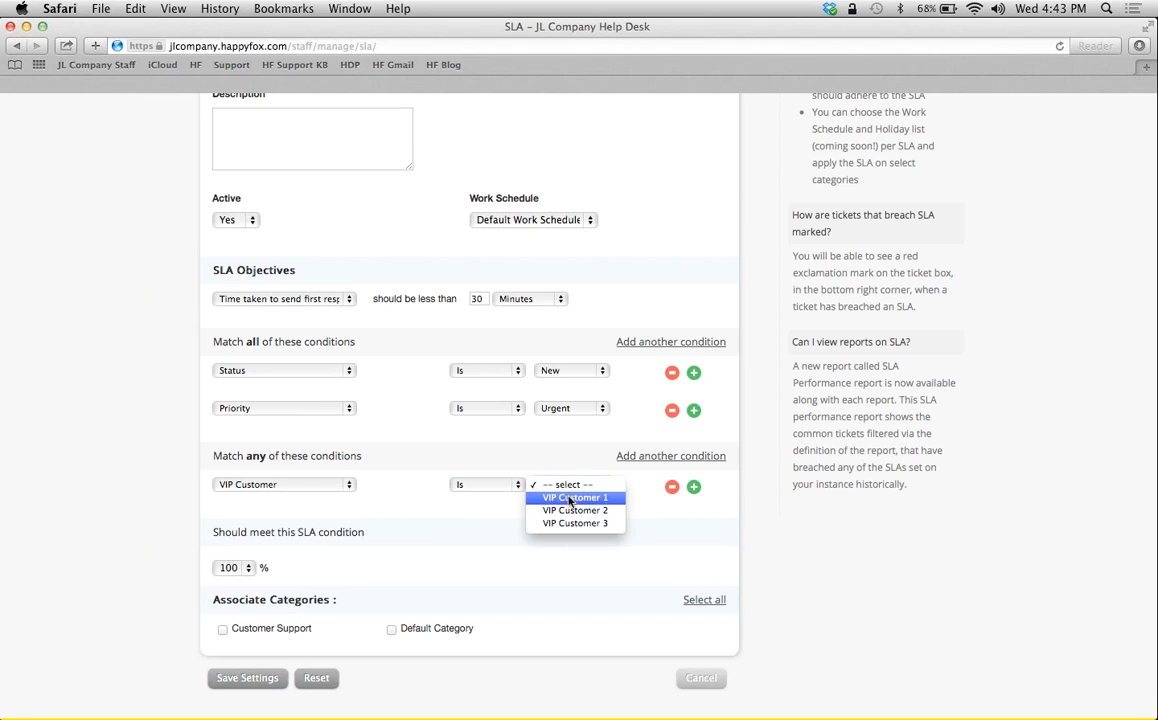 Safari File Edit View History Bookmarks Window Help 68% Wed 4:43 PM
SLA – JL Company Help Desk
https jlcompany.happyfox.com/staff/manage/sla/ Reader
JL Company Staff iCloud HF Support HF Support KB HDP HF Gmail HF Blog
Description
Active
Yes
Work Schedule
Default Work Schedule
SLA Objectives
Time taken to send first resp should be less than 30 Minutes
Match all of these conditions Add another condition
Status Is New
Priority Is Urgent
Match any of these conditions Add another condition
VIP Customer Is ✓ -- select --
VIP Customer 1
VIP Customer 2
VIP Customer 3
Should meet this SLA condition
100 %
Associate Categories : Select all
Customer Support Default Category
Save Settings Reset Cancel
should adhere to the SLA
• You can choose the Work
Schedule and Holiday list
(coming soon!) per SLA and
apply the SLA on select
categories
How are tickets that breach SLA
marked?
You will be able to see a red
exclamation mark on the ticket box,
in the bottom right corner, when a
ticket has breached an SLA.
Can I view reports on SLA?
A new report called SLA
Performance report is now available
along with each report. This SLA
performance report shows the
common tickets filtered via the
definition of the report, that have
breached any of the SLAs set on
your instance historically.